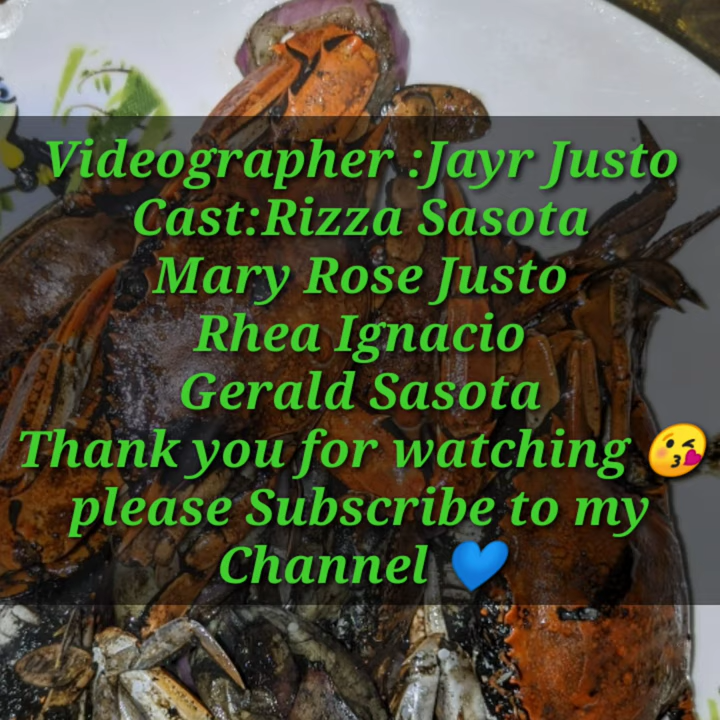 Videographer :Jayr Justo
Cast:Rizza Sasota
Mary Rose Justo
Rhea Ignacio
Gerald Sasota
Thank you for watching 😘
please Subscribe to my
Channel 💙